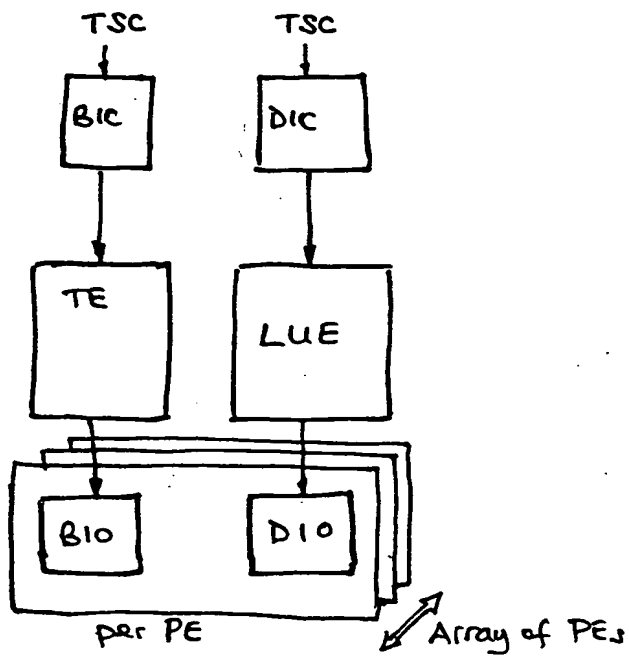 TSC TSC
BIC DIC
TE LUE
BIO DIO
per PE
Array of PEs